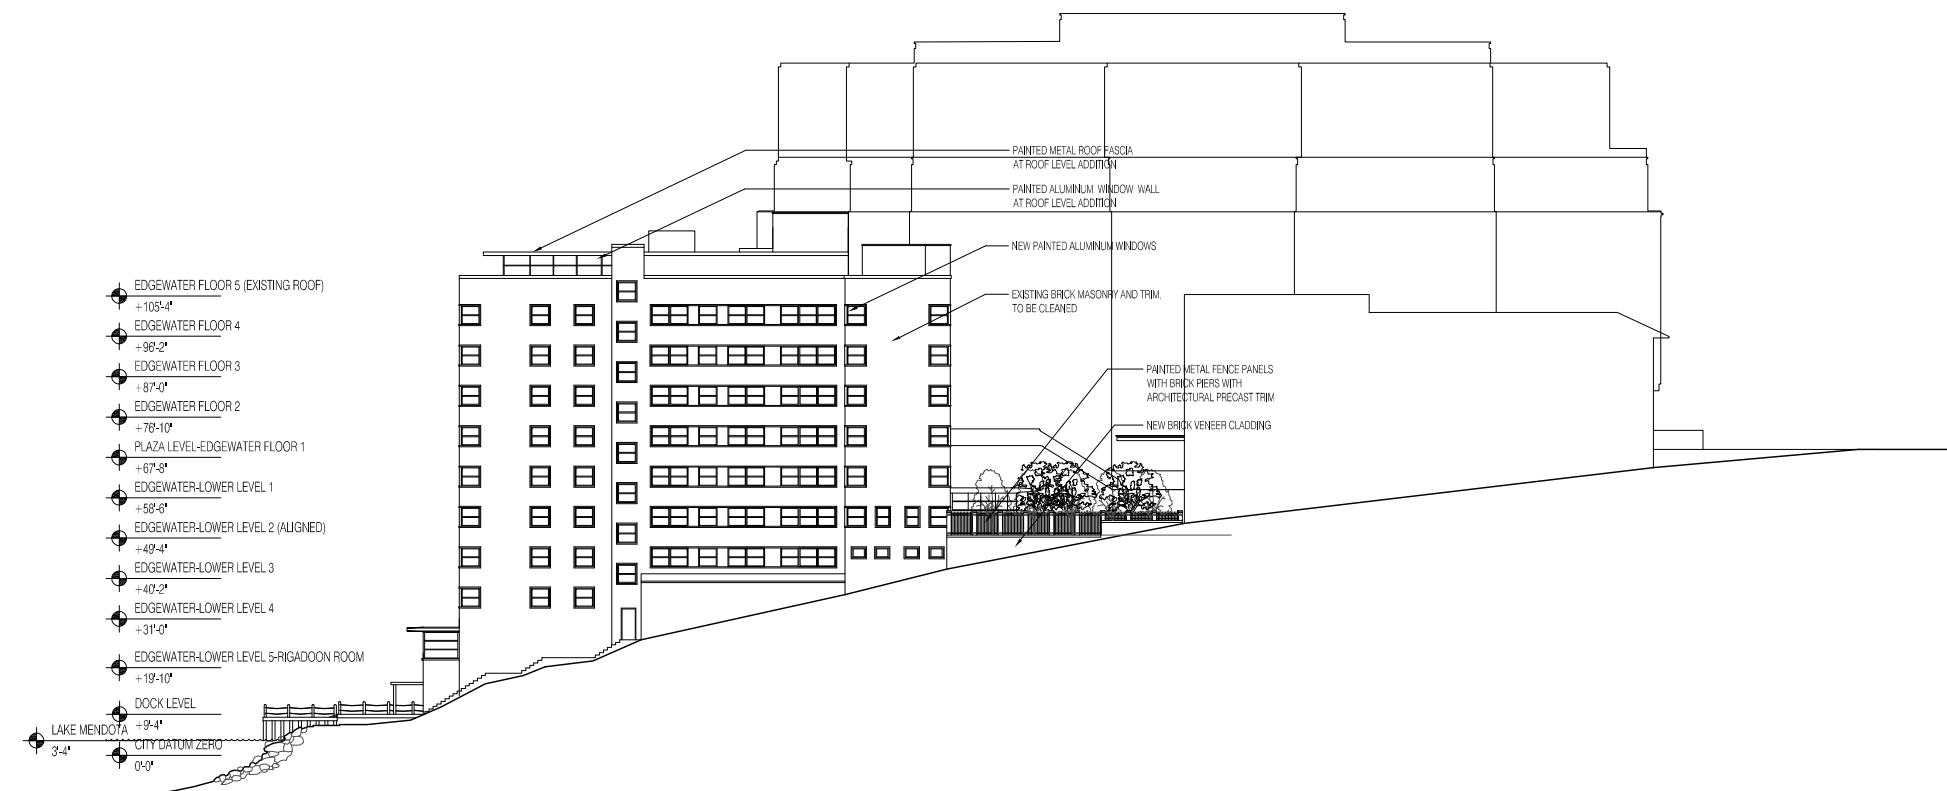 PAINTED METAL ROOF FASCIA
AT ROOF LEVEL ADDITION
PAINTED ALUMINUM WINDOW WALL
AT ROOF LEVEL ADDITION
NEW PAINTED ALUMINUM WINDOWS
EXISTING BRICK MASONRY AND TRIM,
TO BE CLEANED
PAINTED METAL FENCE PANELS
WITH BRICK PIERS WITH
ARCHITECTURAL PRECAST TRIM
NEW BRICK VENEER CLADDING
EDGEWATER FLOOR 5 (EXISTING ROOF)
+105'-4"
EDGEWATER FLOOR 4
+96'-2"
EDGEWATER FLOOR 3
+87'-0"
EDGEWATER FLOOR 2
+76'-10"
PLAZA LEVEL-EDGEWATER FLOOR 1
+67'-8"
EDGEWATER-LOWER LEVEL 1
+58'-6"
EDGEWATER-LOWER LEVEL 2 (ALIGNED)
+49'-4"
EDGEWATER-LOWER LEVEL 3
+40'-2"
EDGEWATER-LOWER LEVEL 4
+31'-0"
EDGEWATER-LOWER LEVEL 5-RIGADOON ROOM
+19'-10"
DOCK LEVEL
+9'-4"
LAKE MENDOTA
3'-4"
CITY DATUM ZERO
0'-0"